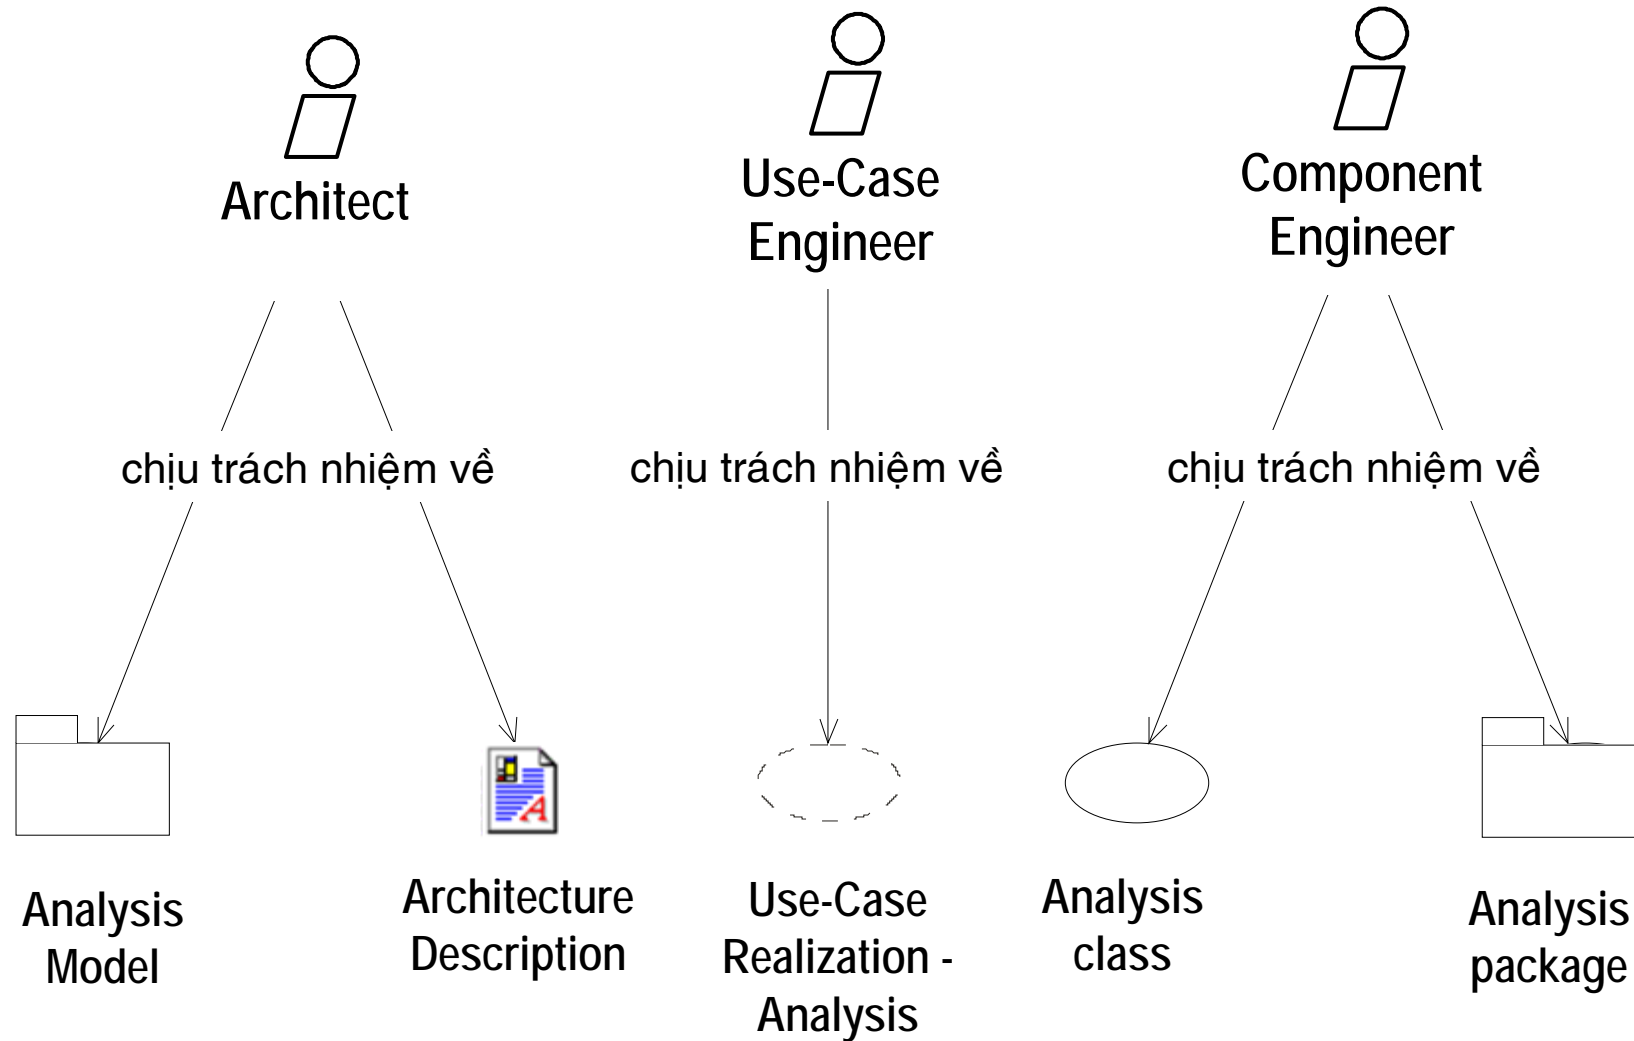 Architect
Use-Case
Engineer
Component
Engineer
chịu trách nhiệm về
chịu trách nhiệm về
chịu trách nhiệm về
Analysis
Model
Architecture
Description
Use-Case
Realization -
Analysis
Analysis
class
Analysis
package